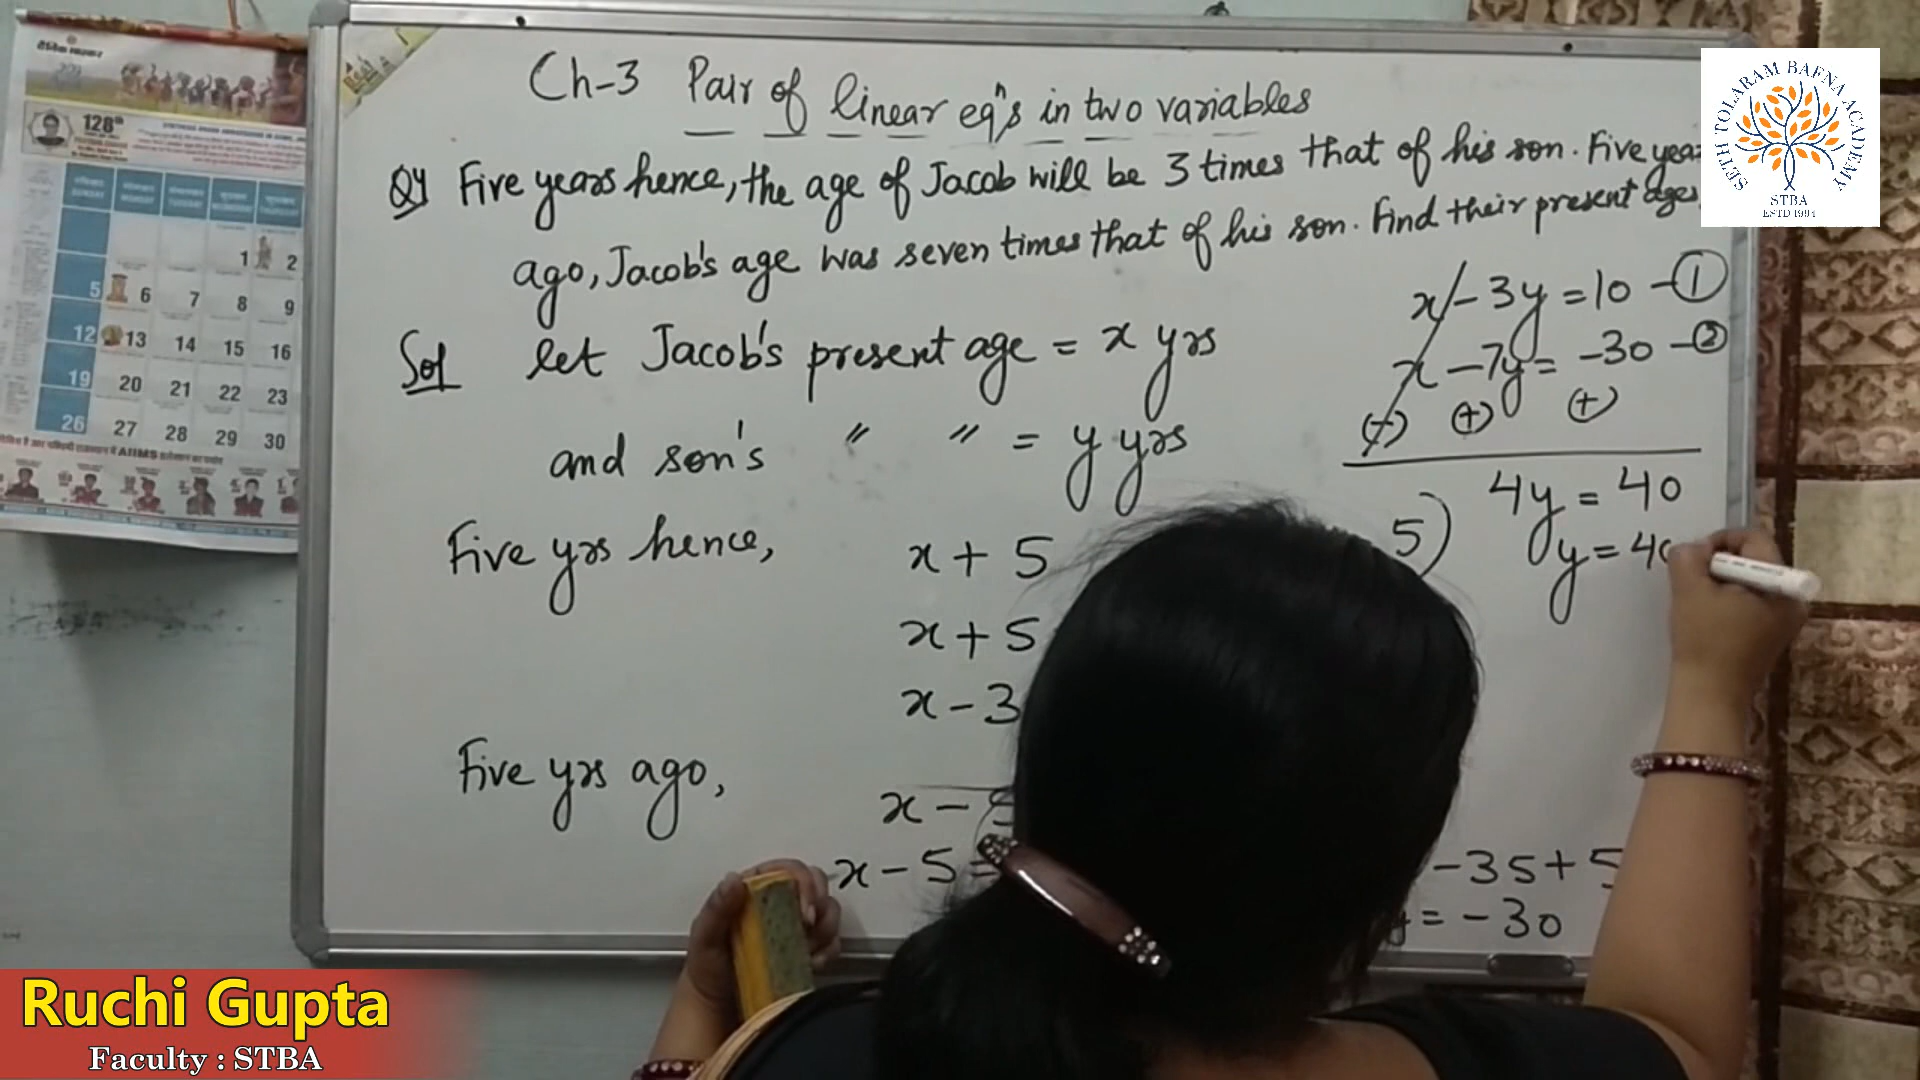 Ch-3 Pair of linear eqⁿs in two variables
Q4 Five years hence, the age of Jacob will be 3 times that of his son. Five yea
ago, Jacob's age was seven times that of his son. Find their present ages
Sol let Jacob's present age = x yrs
and son's " " = y yrs
Five yrs hence, x + 5
x + 5
x - 3
Five yrs ago,
x - 5
x - 5 =
5)
-35 + 5
y = -30
x - 3y = 10 - ①
x - 7y = -30 - ②
(-) (+) (+)
4y = 40
y = 40
SETH TOLARAM BAFNA ACADEMY
STBA
ESTD 1994
128th
1 2
5 6 7 8 9
12 13 14 15 16
19 20 21 22 23
26 27 28 29 30
Ruchi Gupta
Faculty : STBA